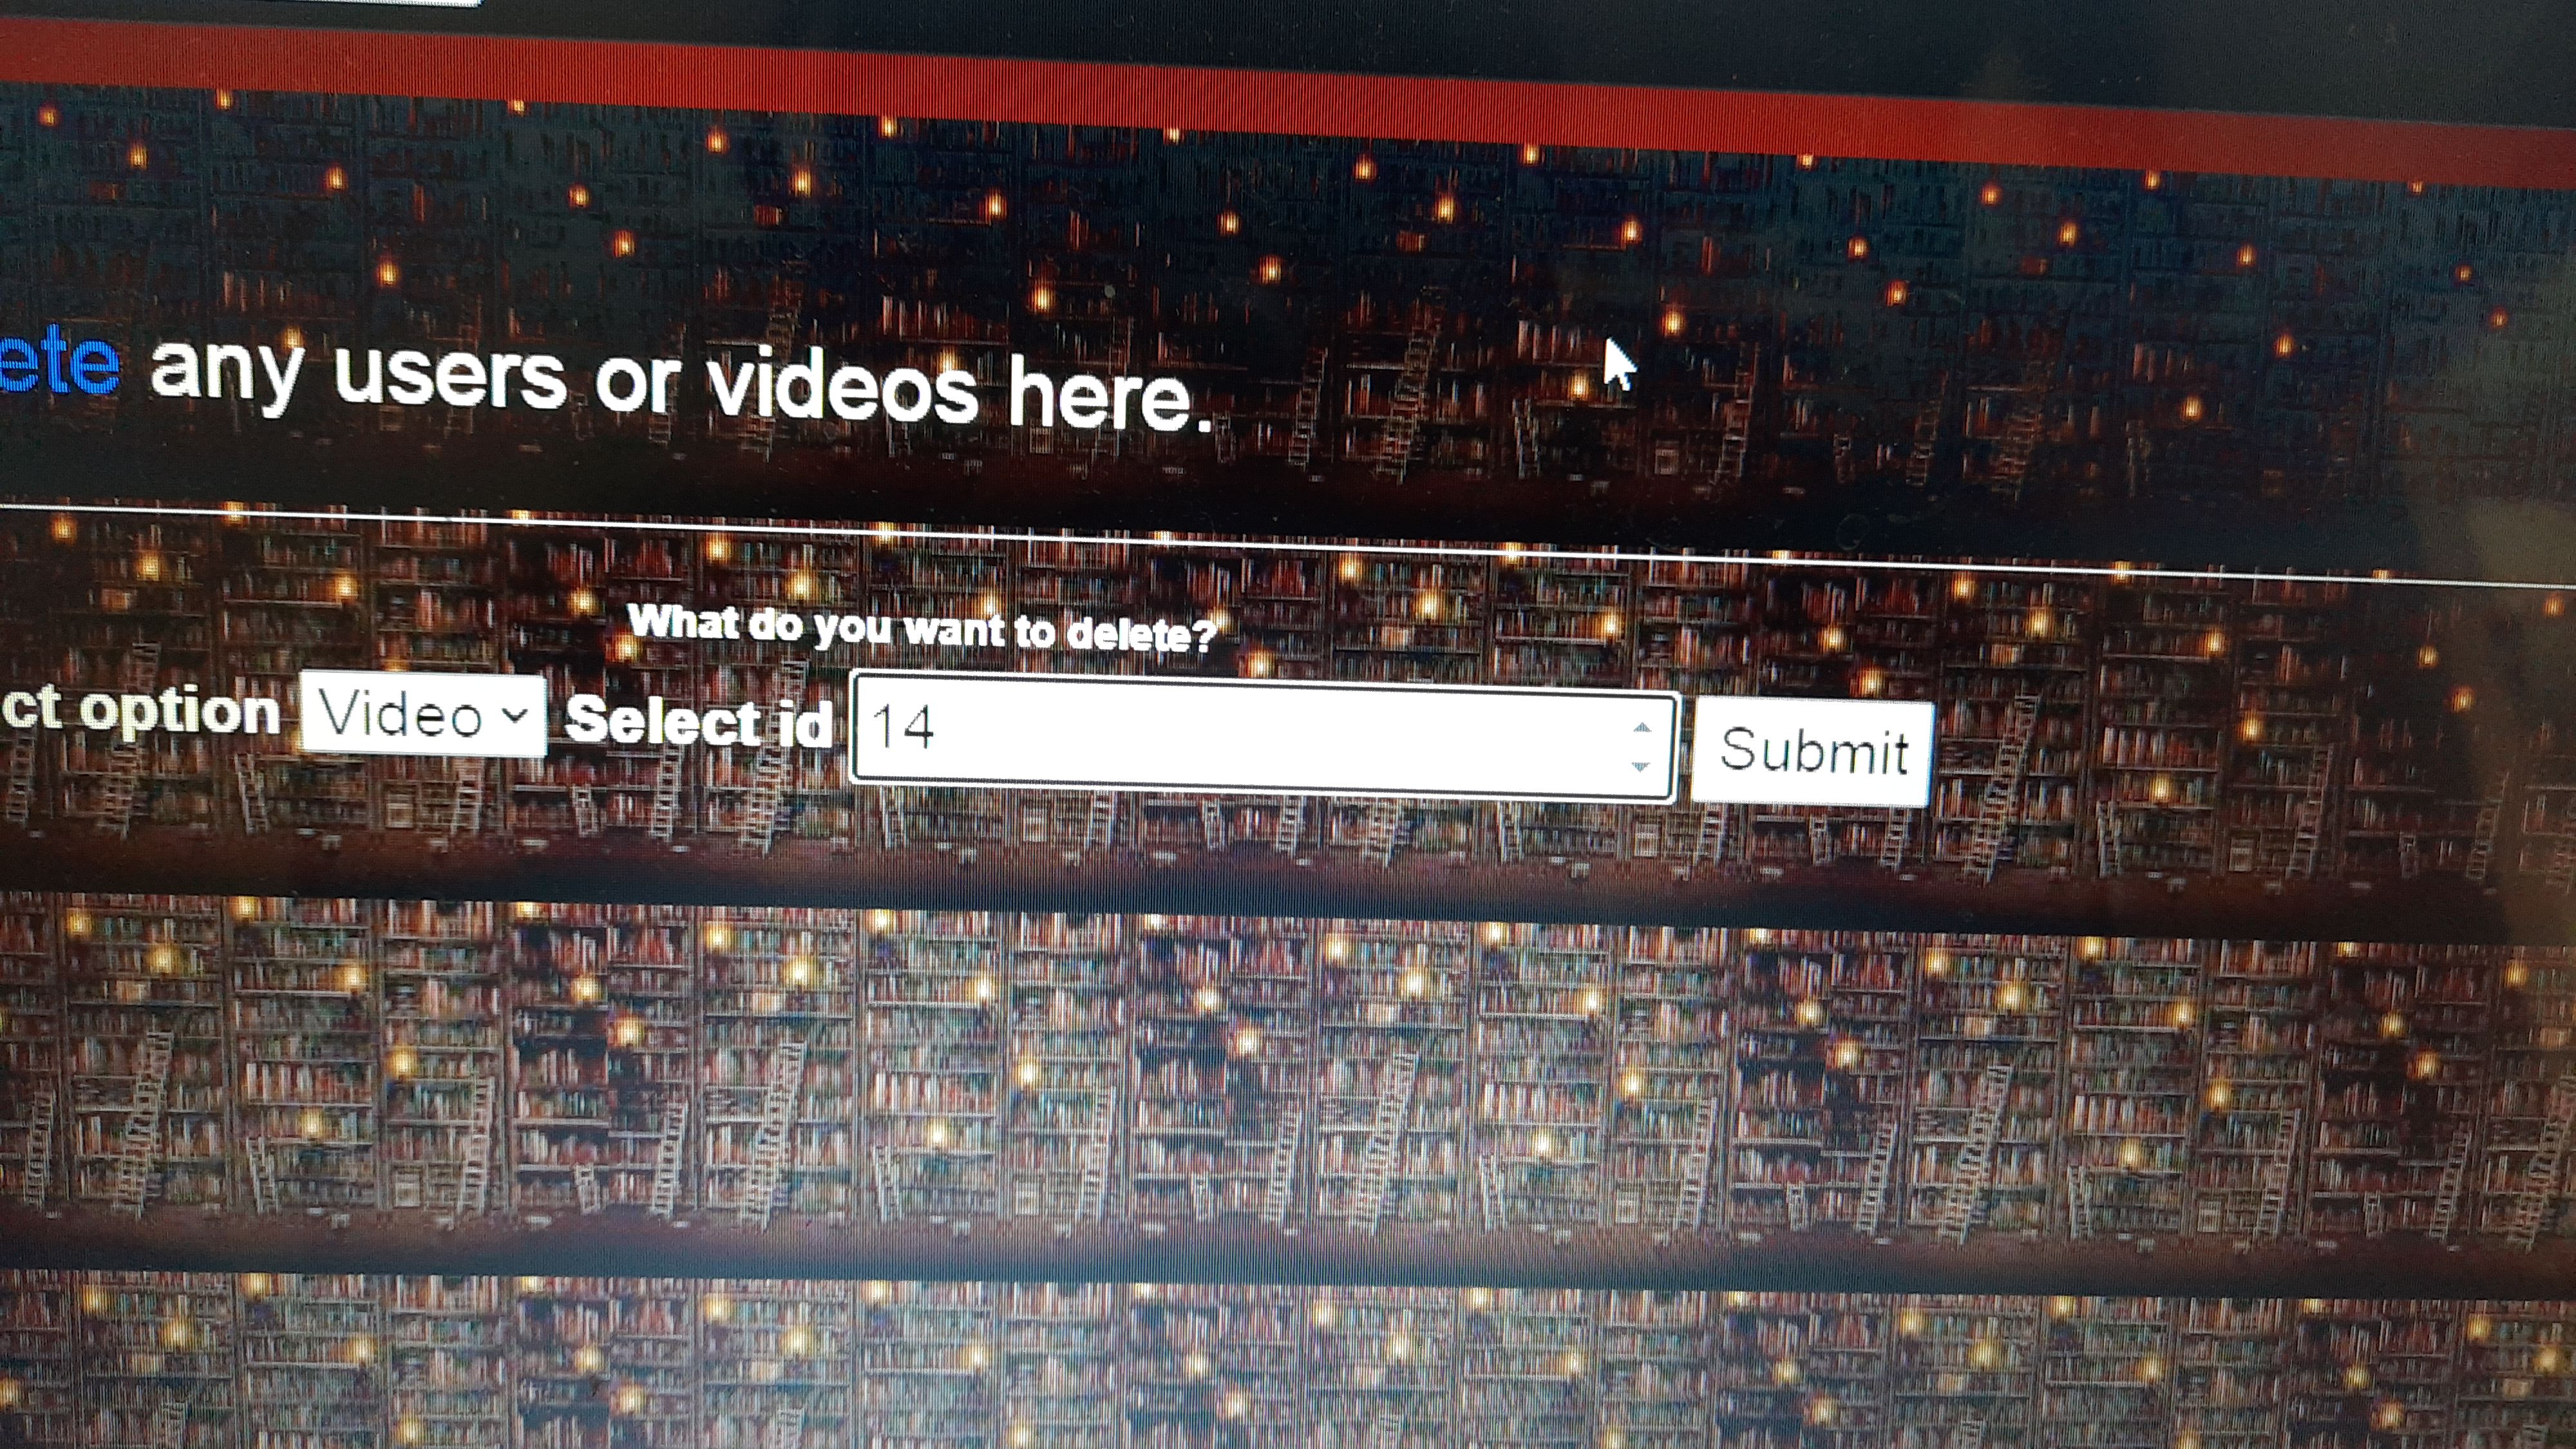 ete any users or videos here.
What do you want to delete?
ct option Video Select id 14 Submit